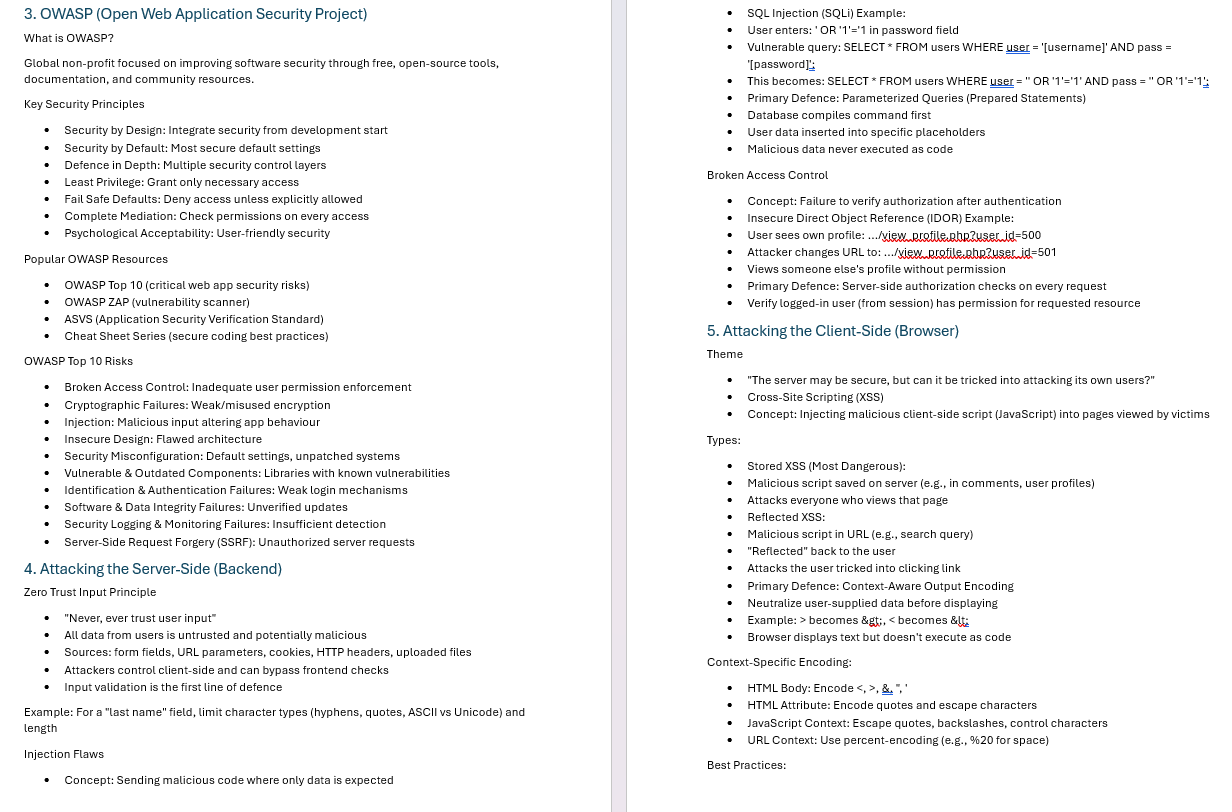 3. OWASP (Open Web Application Security Project)
What is OWASP?
Global non-profit focused on improving software security through free, open-source tools,
documentation, and community resources.
Key Security Principles
• Security by Design: Integrate security from development start
• Security by Default: Most secure default settings
• Defence in Depth: Multiple security control layers
• Least Privilege: Grant only necessary access
• Fail Safe Defaults: Deny access unless explicitly allowed
• Complete Mediation: Check permissions on every access
• Psychological Acceptability: User-friendly security
Popular OWASP Resources
• OWASP Top 10 (critical web app security risks)
• OWASP ZAP (vulnerability scanner)
• ASVS (Application Security Verification Standard)
• Cheat Sheet Series (secure coding best practices)
OWASP Top 10 Risks
• Broken Access Control: Inadequate user permission enforcement
• Cryptographic Failures: Weak/misused encryption
• Injection: Malicious input altering app behaviour
• Insecure Design: Flawed architecture
• Security Misconfiguration: Default settings, unpatched systems
• Vulnerable & Outdated Components: Libraries with known vulnerabilities
• Identification & Authentication Failures: Weak login mechanisms
• Software & Data Integrity Failures: Unverified updates
• Security Logging & Monitoring Failures: Insufficient detection
• Server-Side Request Forgery (SSRF): Unauthorized server requests
4. Attacking the Server-Side (Backend)
Zero Trust Input Principle
• "Never, ever trust user input"
• All data from users is untrusted and potentially malicious
• Sources: form fields, URL parameters, cookies, HTTP headers, uploaded files
• Attackers control client-side and can bypass frontend checks
• Input validation is the first line of defence
Example: For a "last name" field, limit character types (hyphens, quotes, ASCII vs Unicode) and
length
Injection Flaws
• Concept: Sending malicious code where only data is expected
• SQL Injection (SQLi) Example:
• User enters: ' OR '1'='1 in password field
• Vulnerable query: SELECT * FROM users WHERE user = '[username]' AND pass =
'[password]';
• This becomes: SELECT * FROM users WHERE user = '' OR '1'='1' AND pass = '' OR '1'='1';
• Primary Defence: Parameterized Queries (Prepared Statements)
• Database compiles command first
• User data inserted into specific placeholders
• Malicious data never executed as code
Broken Access Control
• Concept: Failure to verify authorization after authentication
• Insecure Direct Object Reference (IDOR) Example:
• User sees own profile: .../view_profile.php?user_id=500
• Attacker changes URL to: .../view_profile.php?user_id=501
• Views someone else's profile without permission
• Primary Defence: Server-side authorization checks on every request
• Verify logged-in user (from session) has permission for requested resource
5. Attacking the Client-Side (Browser)
Theme
• "The server may be secure, but can it be tricked into attacking its own users?"
• Cross-Site Scripting (XSS)
• Concept: Injecting malicious client-side script (JavaScript) into pages viewed by victims
Types:
• Stored XSS (Most Dangerous):
• Malicious script saved on server (e.g., in comments, user profiles)
• Attacks everyone who views that page
• Reflected XSS:
• Malicious script in URL (e.g., search query)
• "Reflected" back to the user
• Attacks the user tricked into clicking link
• Primary Defence: Context-Aware Output Encoding
• Neutralize user-supplied data before displaying
• Example: > becomes &gt;, < becomes &lt;
• Browser displays text but doesn't execute as code
Context-Specific Encoding:
• HTML Body: Encode <, >, &, ", '
• HTML Attribute: Encode quotes and escape characters
• JavaScript Context: Escape quotes, backslashes, control characters
• URL Context: Use percent-encoding (e.g., %20 for space)
Best Practices: